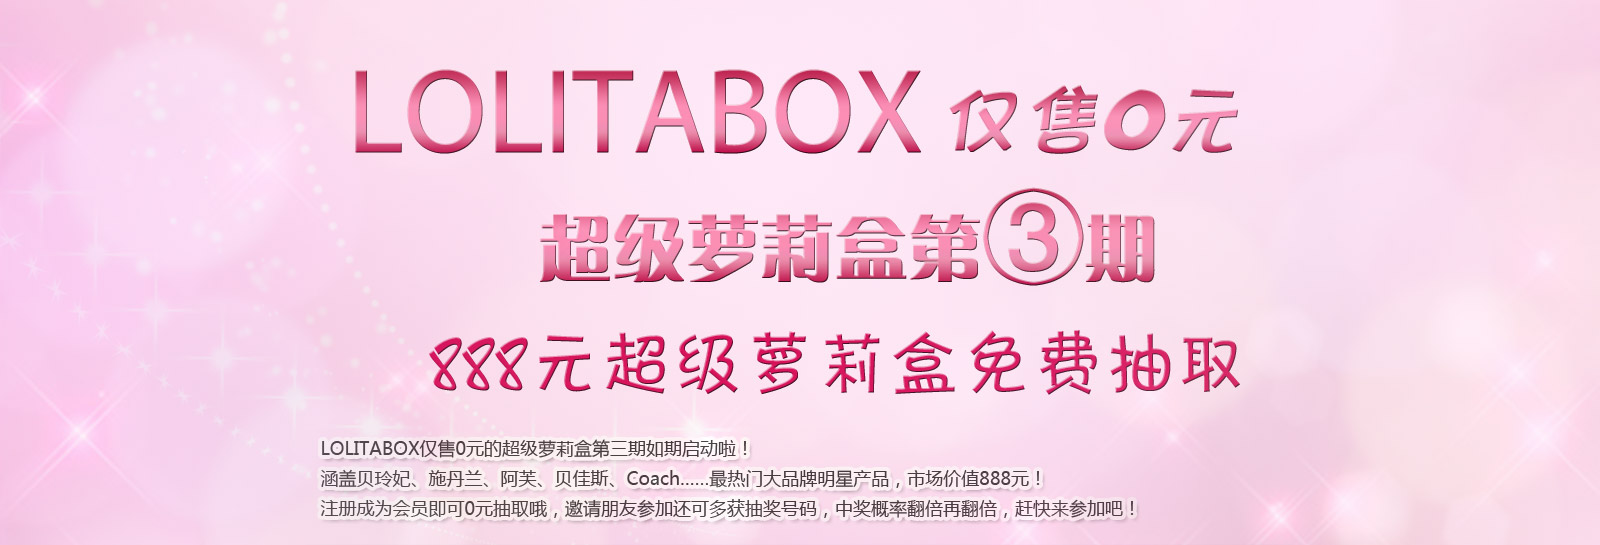 LOLITABOX 仅售0元
超级萝莉盒第③期
888元超级萝莉盒免费抽取
LOLITABOX仅售0元的超级萝莉盒第三期如期启动啦！
涵盖贝玲妃、施丹兰、阿芙、贝佳斯、Coach......最热门大品牌明星产品，市场价值888元！
注册成为会员即可0元抽取哦，邀请朋友参加还可多获抽奖号码，中奖概率翻倍再翻倍，赶快来参加吧！